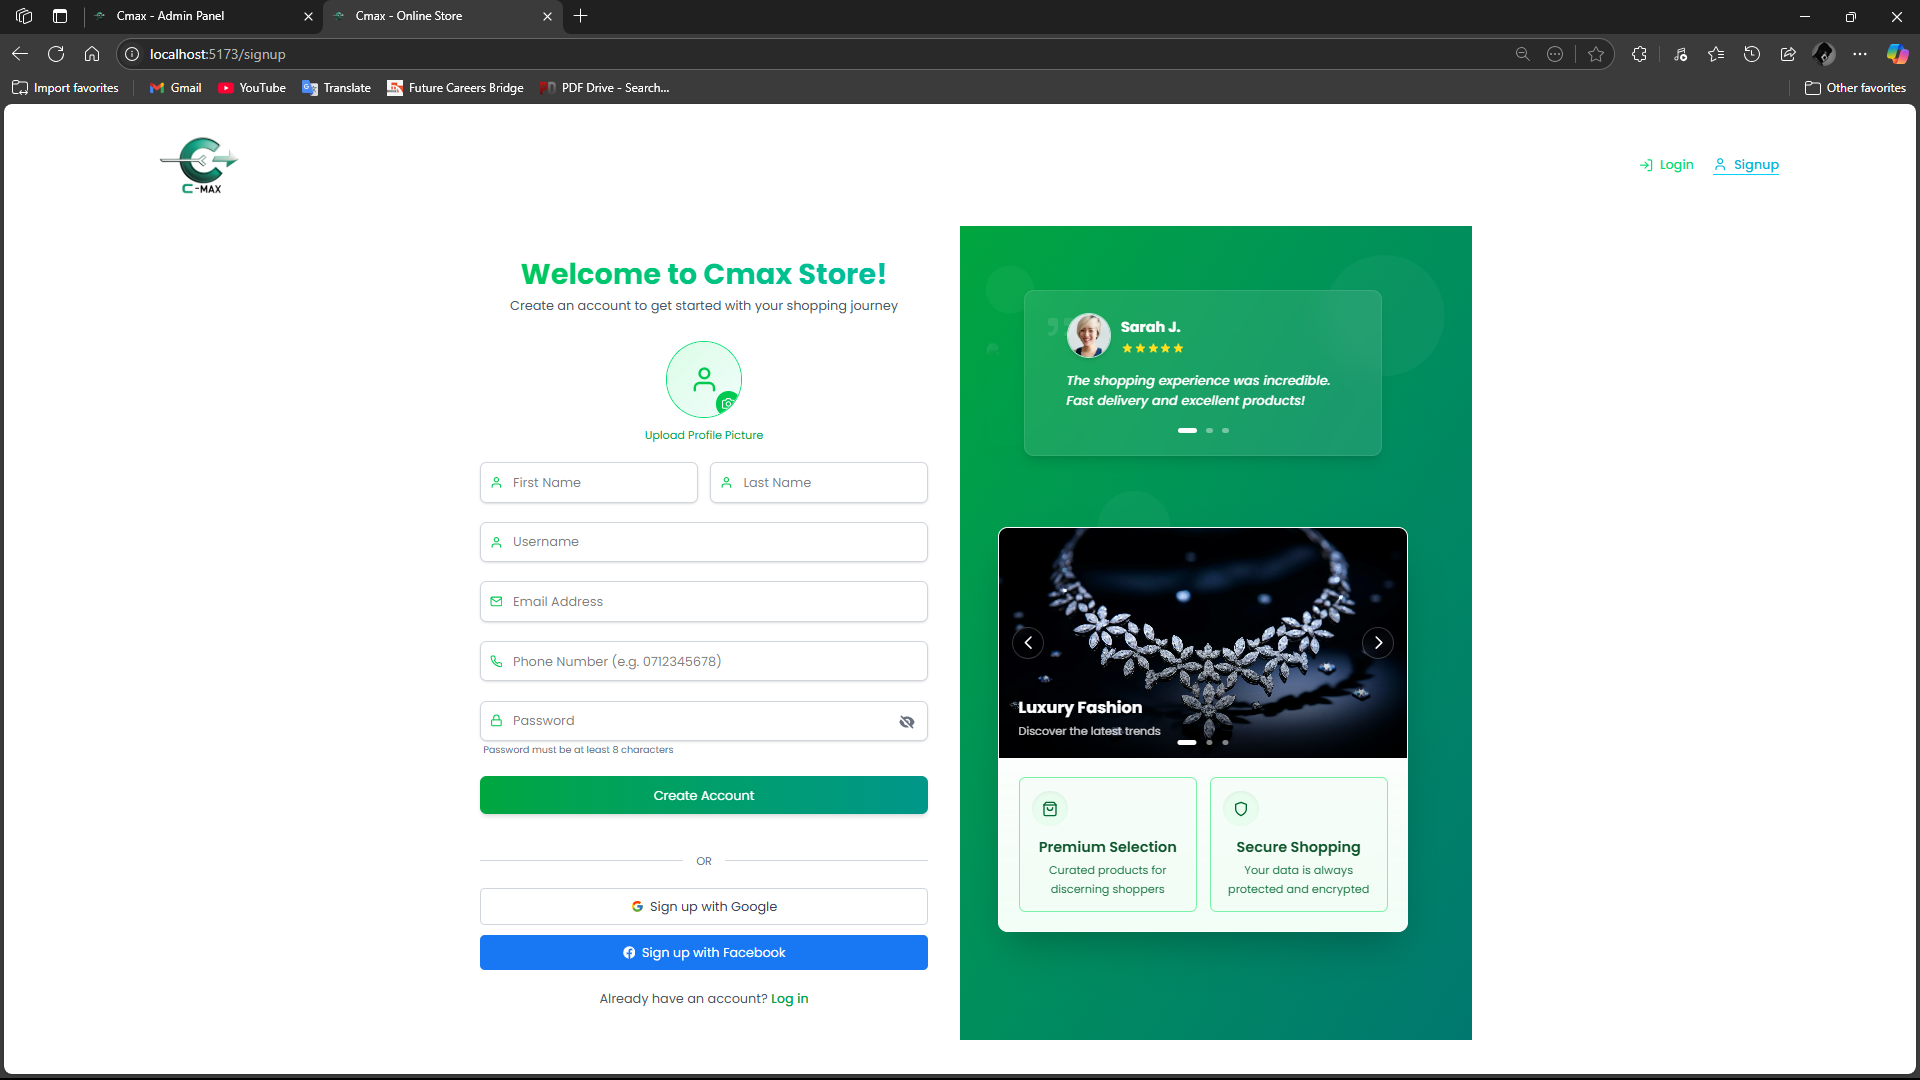 Cmax - Admin Panel
Cmax - Online Store
localhost:5173/signup
Import favorites
Gmail
YouTube
Translate
Future Careers Bridge
PDF Drive - Search...
Other favorites
C-MAX
Login
Signup
Welcome to Cmax Store!
Create an account to get started with your shopping journey
Upload Profile Picture
First Name
Last Name
Username
Email Address
Phone Number (e.g. 0712345678)
Password
Password must be at least 8 characters
Create Account
OR
Sign up with Google
Sign up with Facebook
Already have an account? Log in
Sarah J.
The shopping experience was incredible.
Fast delivery and excellent products!
Luxury Fashion
Discover the latest trends
Premium Selection
Curated products for
discerning shoppers
Secure Shopping
Your data is always
protected and encrypted